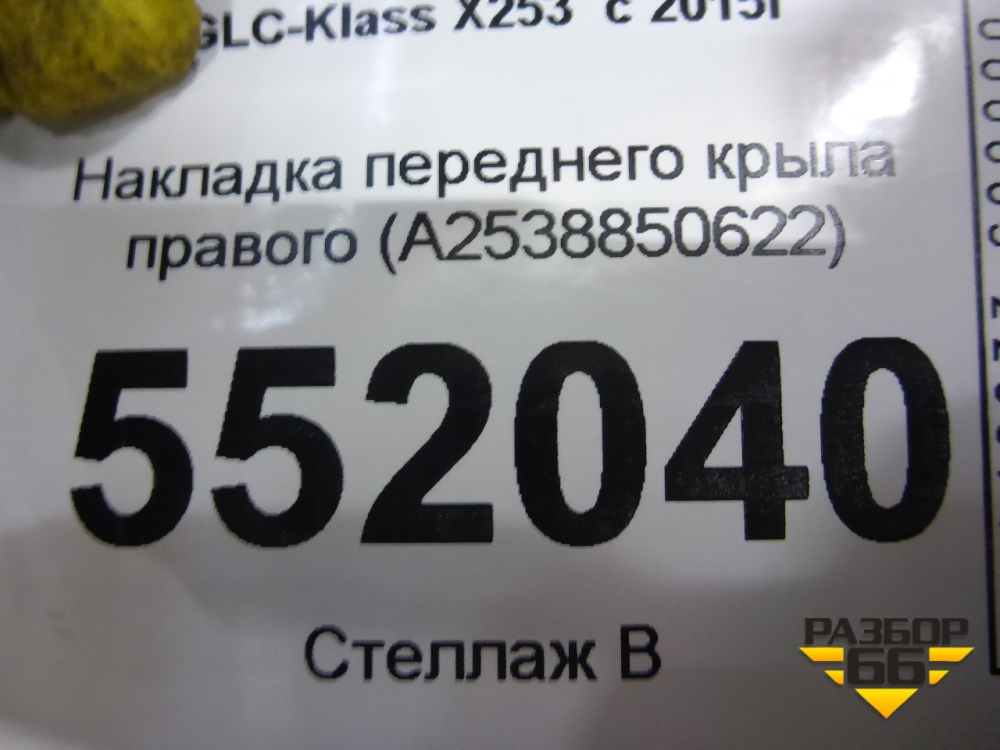 GLC-Klass X253 с 2015г
Накладка переднего крыла
правого (A2538850622)
552040
Стеллаж В
РАЗБОР
66